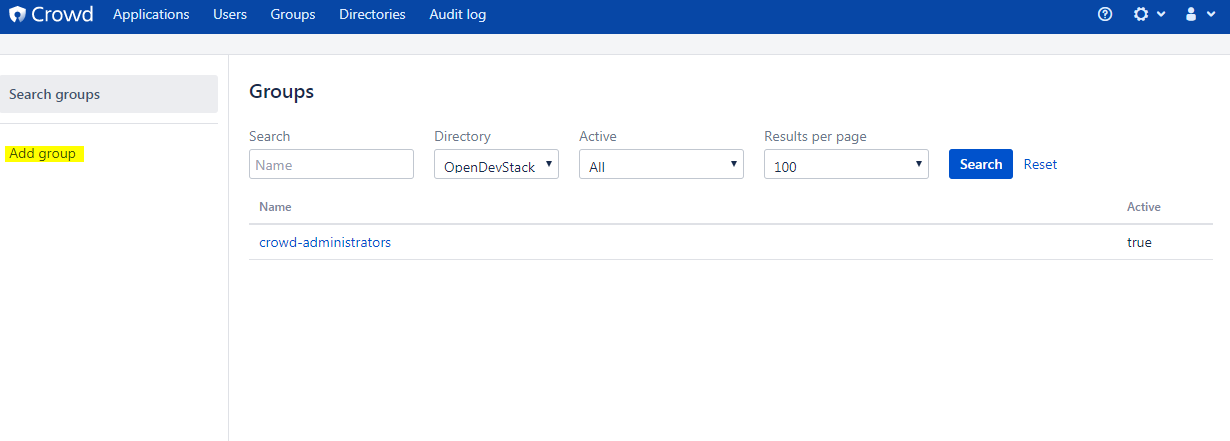 Crowd Applications Users Groups Directories Audit log
Search groups
Add group
Groups
Search Directory Active Results per page
Name OpenDevStack All 100 Search Reset
Name Active
crowd-administrators true